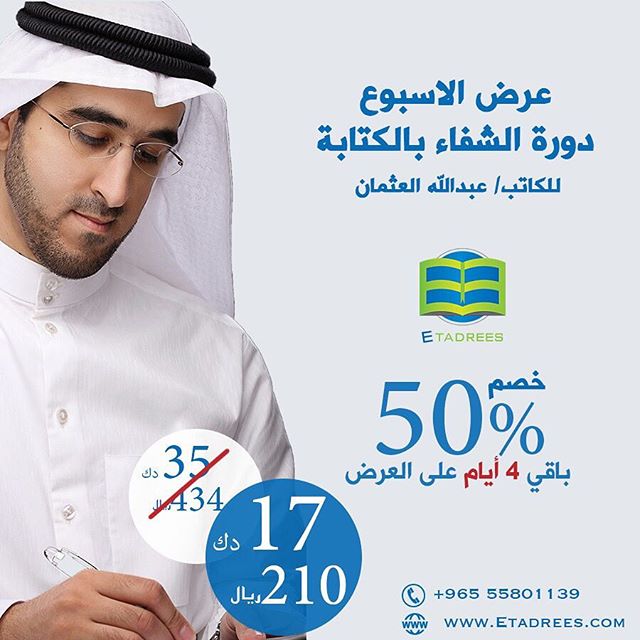 عرض الاسبوع
دورة الشفاء بالكتابة
للكاتب/ عبدالله العثمان
ETADREES
خصم
50%
باقي 4 أيام على العرض
35 دك
434 ريال
17 دك
210 ريال
+965 55801139
WWW.ETADREES.COM